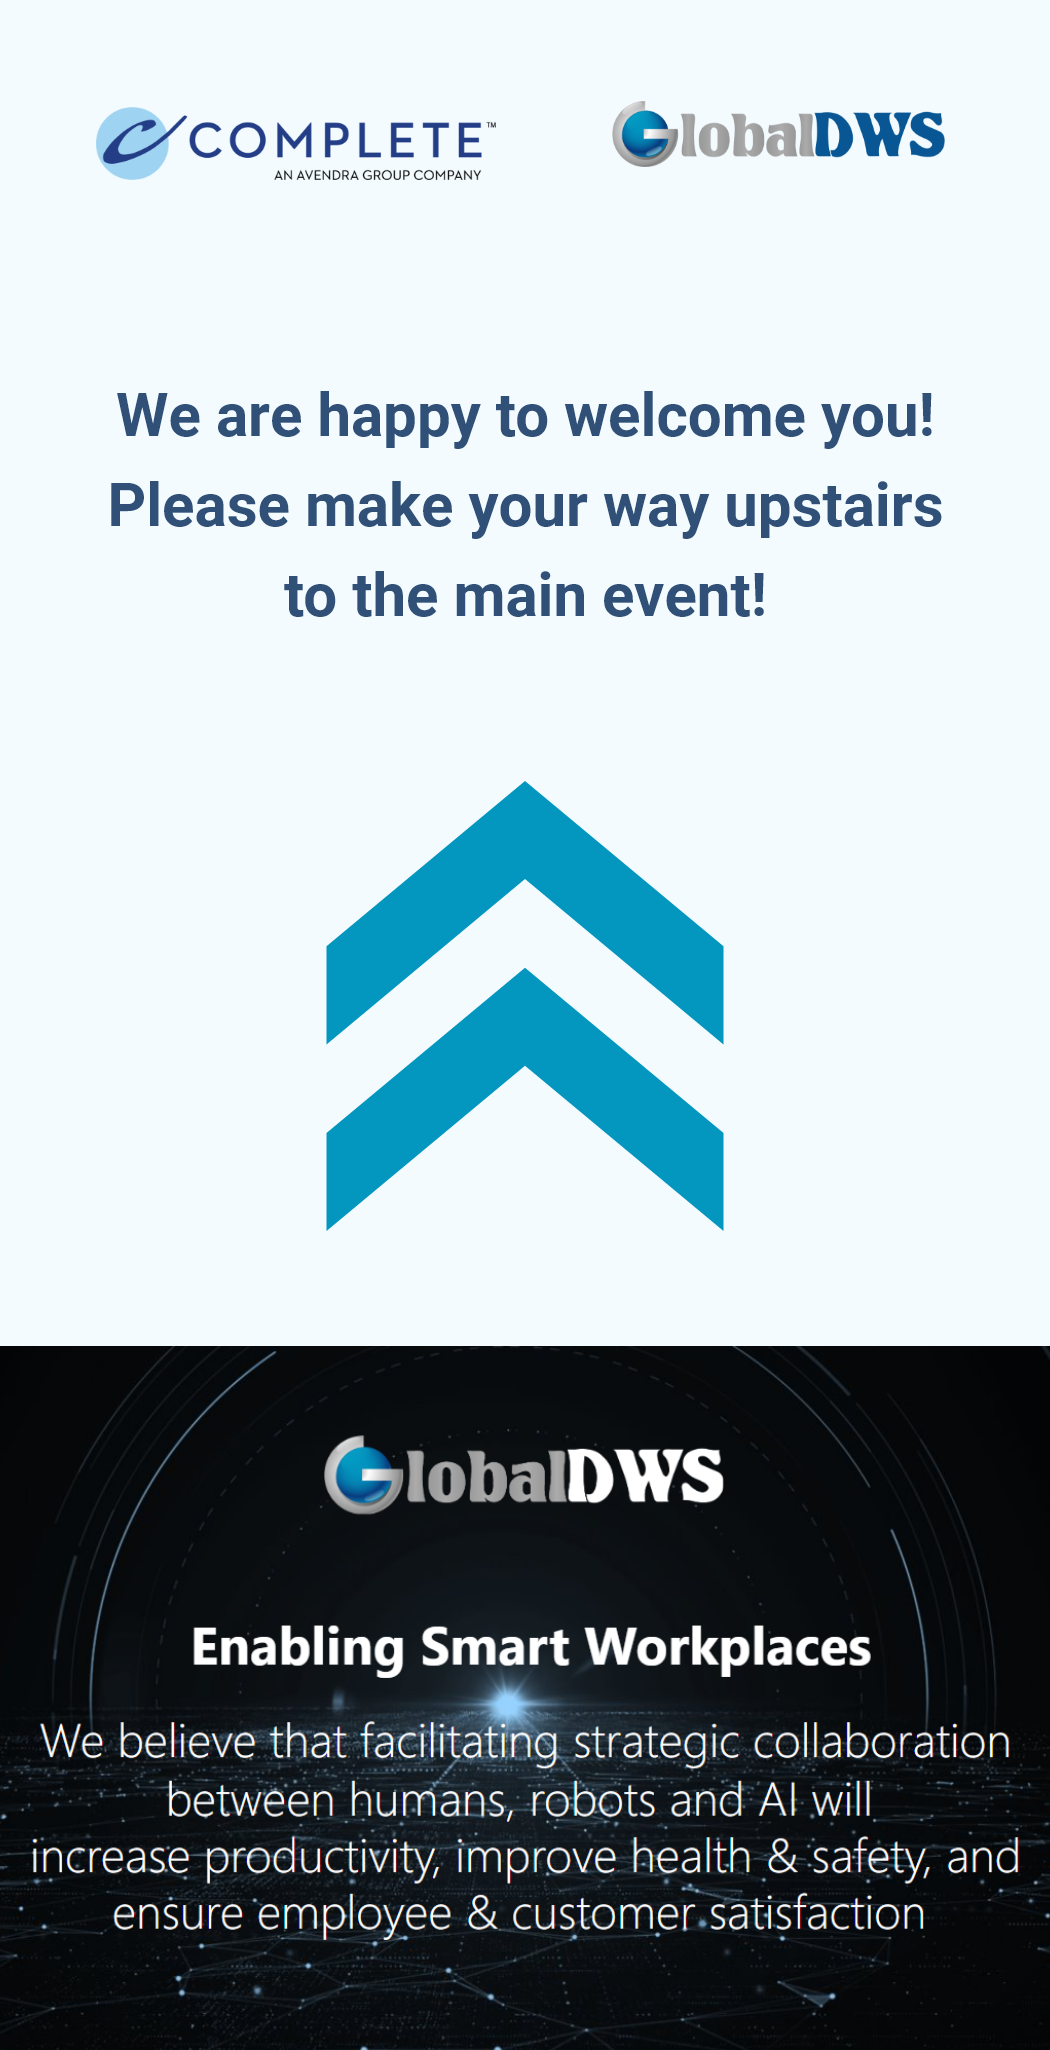 COMPLETE™
AN AVENDRA GROUP COMPANY
GlobalDWS
We are happy to welcome you!
Please make your way upstairs
to the main event!
GlobalDWS
Enabling Smart Workplaces
We believe that facilitating strategic collaboration
between humans, robots and AI will
increase productivity, improve health & safety, and
ensure employee & customer satisfaction